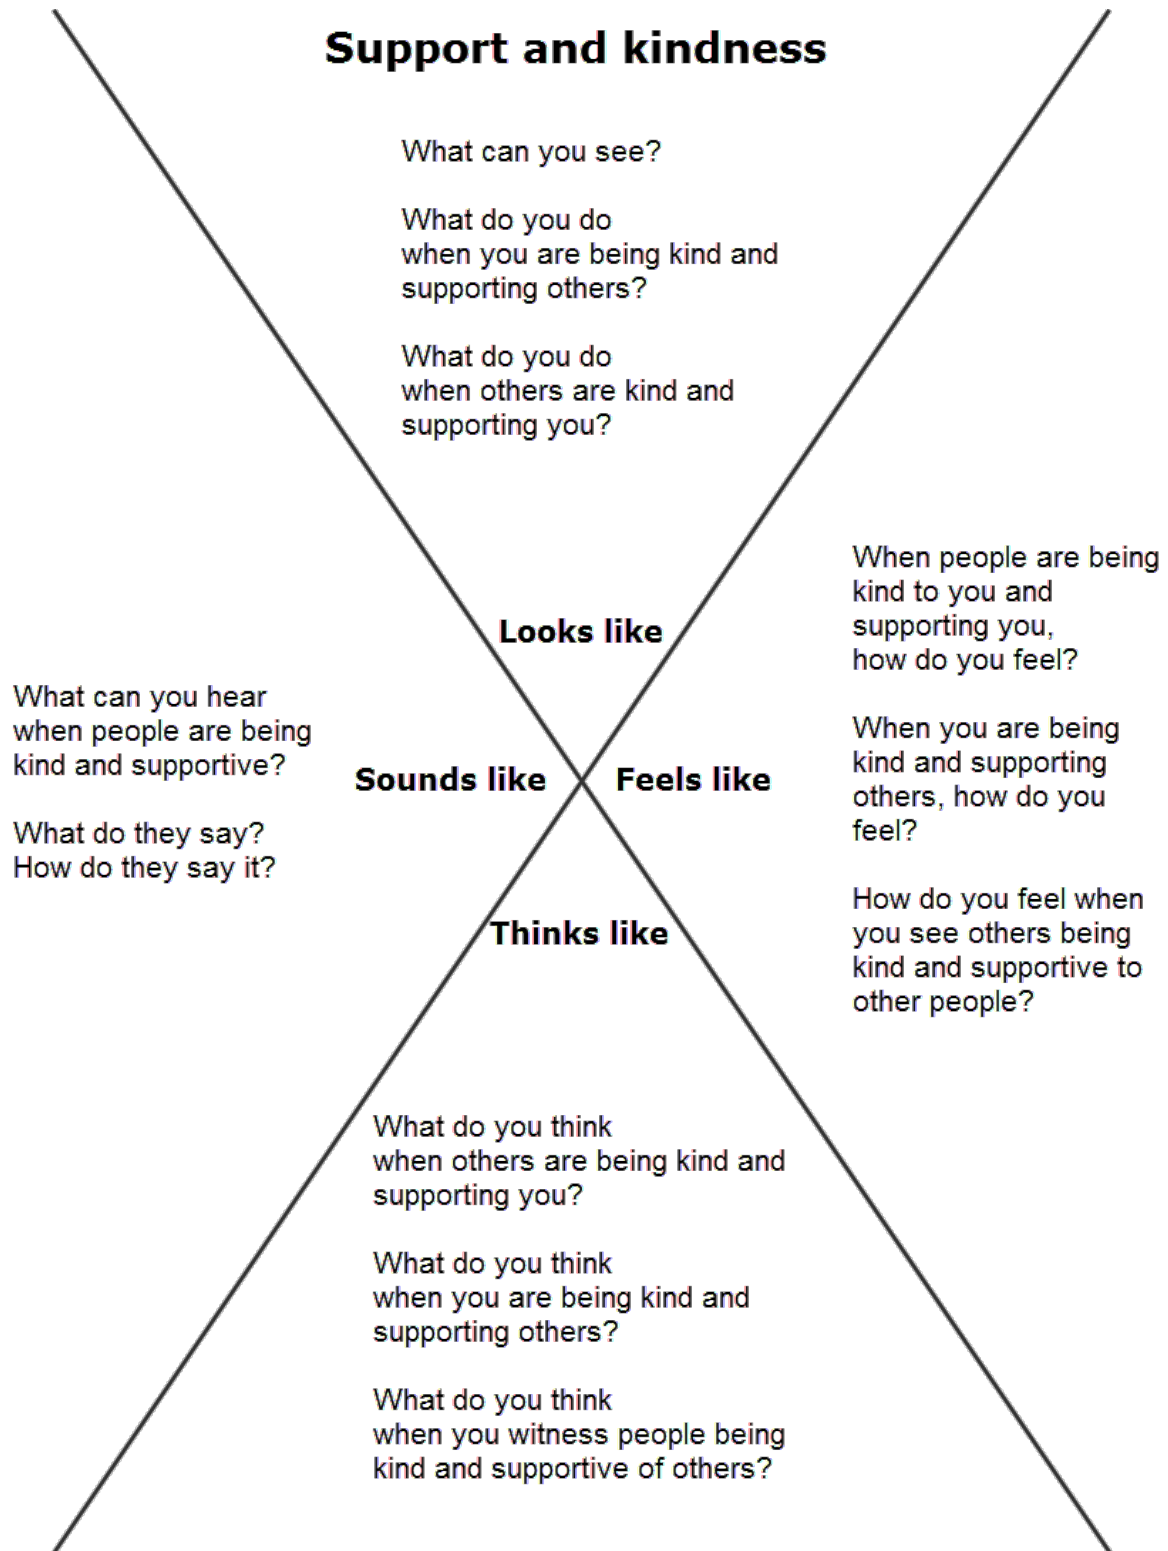 Support and kindness
What can you see?
What do you do
when you are being kind and
supporting others?
What do you do
when others are kind and
supporting you?
Looks like
What can you hear
when people are being
kind and supportive?
What do they say?
How do they say it?
Sounds like
Feels like
When people are being
kind to you and
supporting you,
how do you feel?
When you are being
kind and supporting
others, how do you
feel?
How do you feel when
you see others being
kind and supportive to
other people?
Thinks like
What do you think
when others are being kind and
supporting you?
What do you think
when you are being kind and
supporting others?
What do you think
when you witness people being
kind and supportive of others?